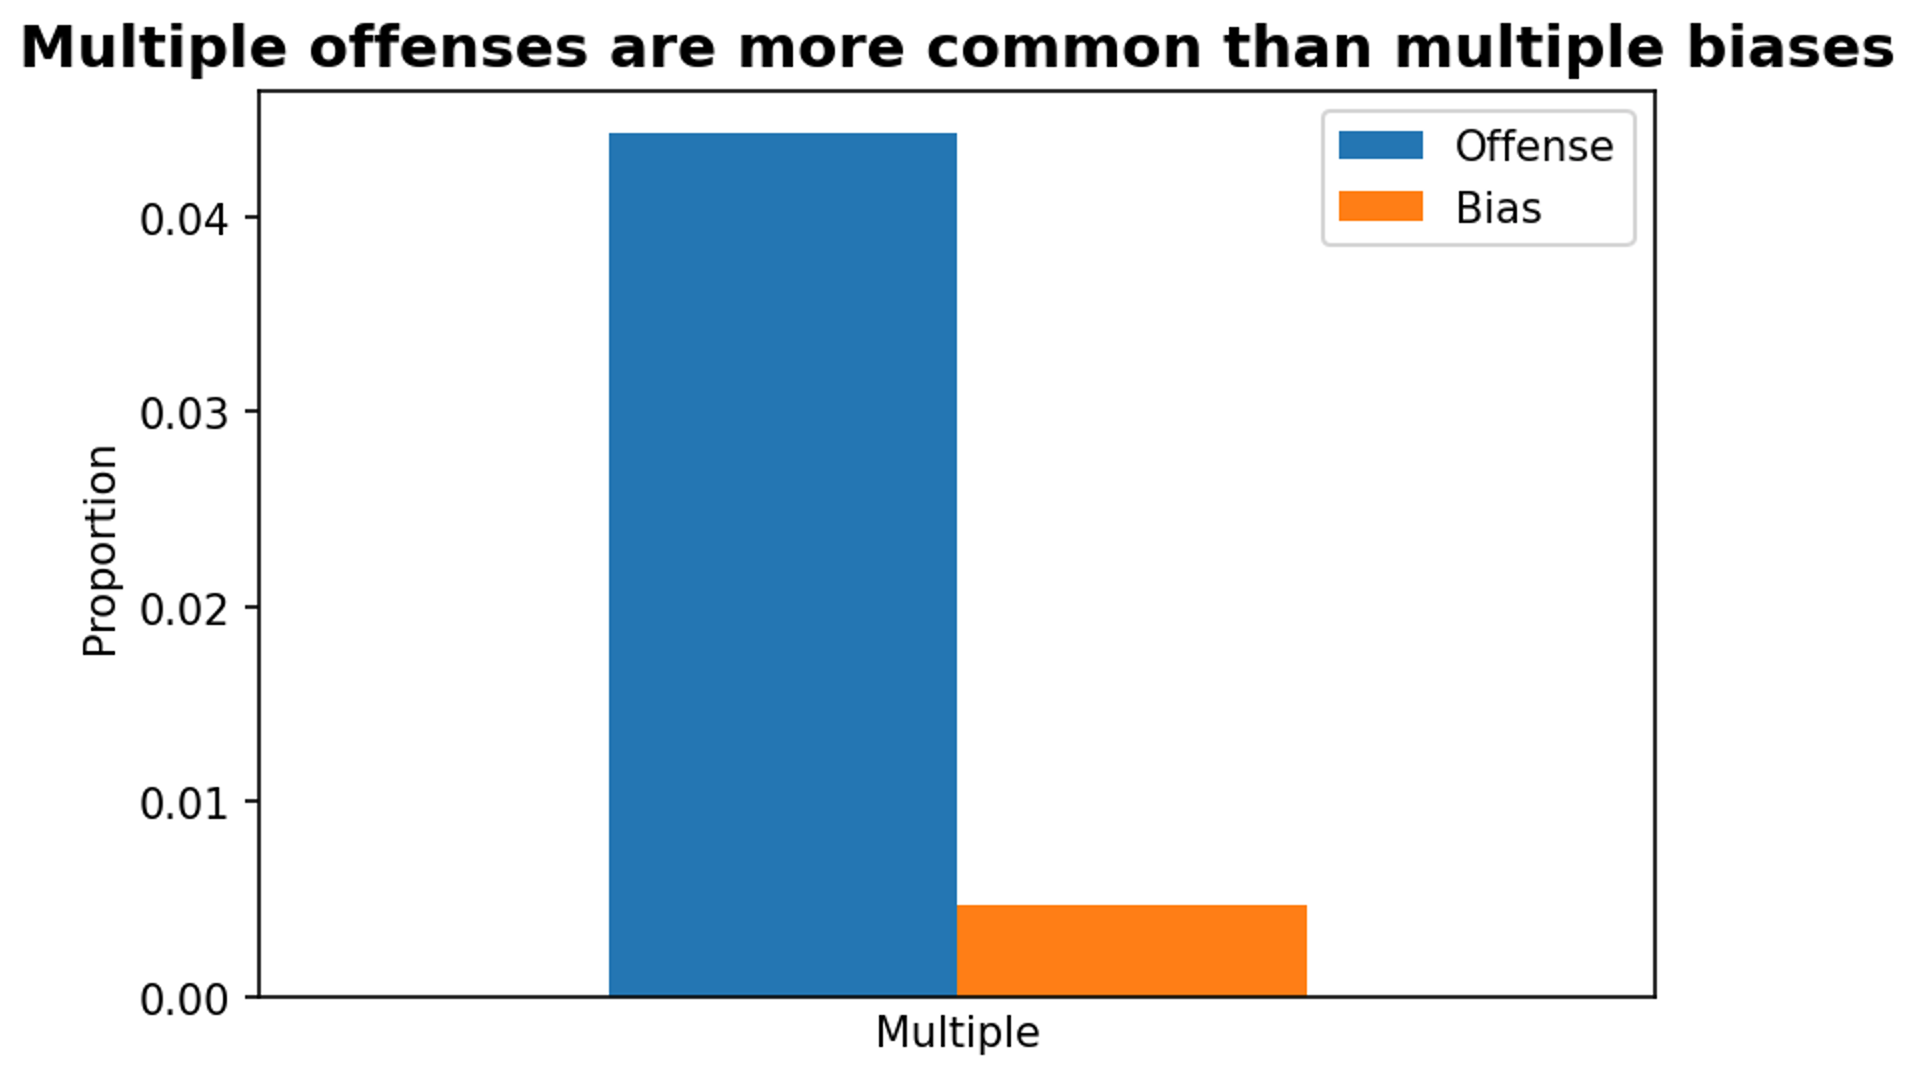 Multiple offenses are more common than multiple biases
Offense
Bias
0.04
0.03
0.02
0.01
0.00
Proportion
Multiple